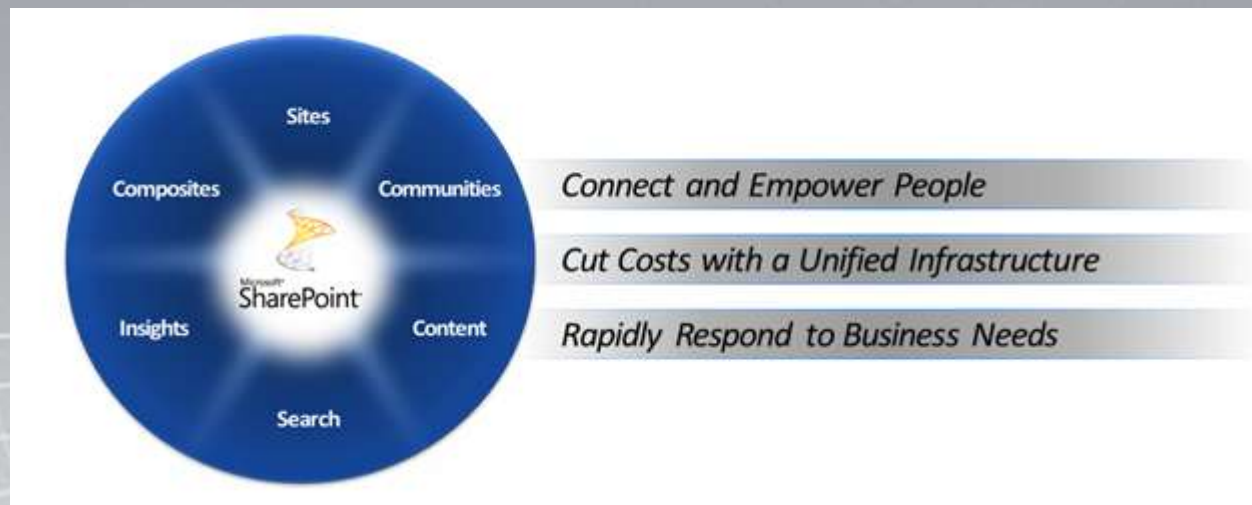 Sites
Composites
Communities
Microsoft
SharePoint
Insights
Content
Search
Connect and Empower People
Cut Costs with a Unified Infrastructure
Rapidly Respond to Business Needs